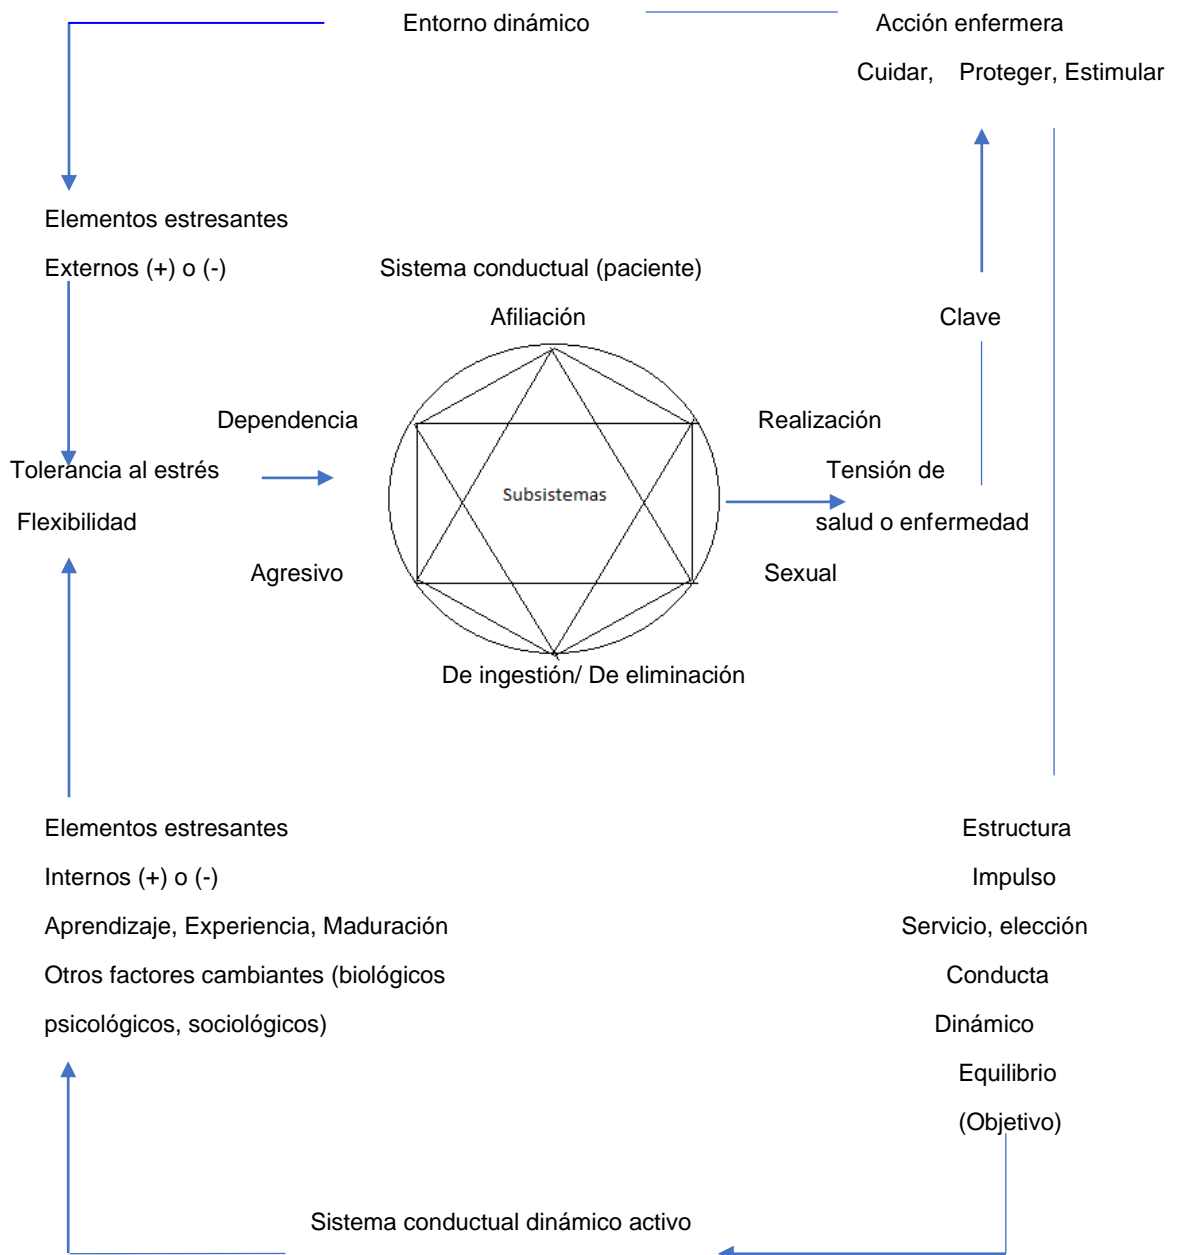 Entorno dinámico
Acción enfermera
Cuidar, Proteger, Estimular
Elementos estresantes
Externos (+) o (-)
Sistema conductual (paciente)
Afiliación
Clave
Dependencia
Realización
Tolerancia al estrés
Flexibilidad
Subsistemas
Tensión de
salud o enfermedad
Agresivo
Sexual
De ingestión/ De eliminación
Elementos estresantes
Internos (+) o (-)
Aprendizaje, Experiencia, Maduración
Otros factores cambiantes (biológicos
psicológicos, sociológicos)
Estructura
Impulso
Servicio, elección
Conducta
Dinámico
Equilibrio
(Objetivo)
Sistema conductual dinámico activo